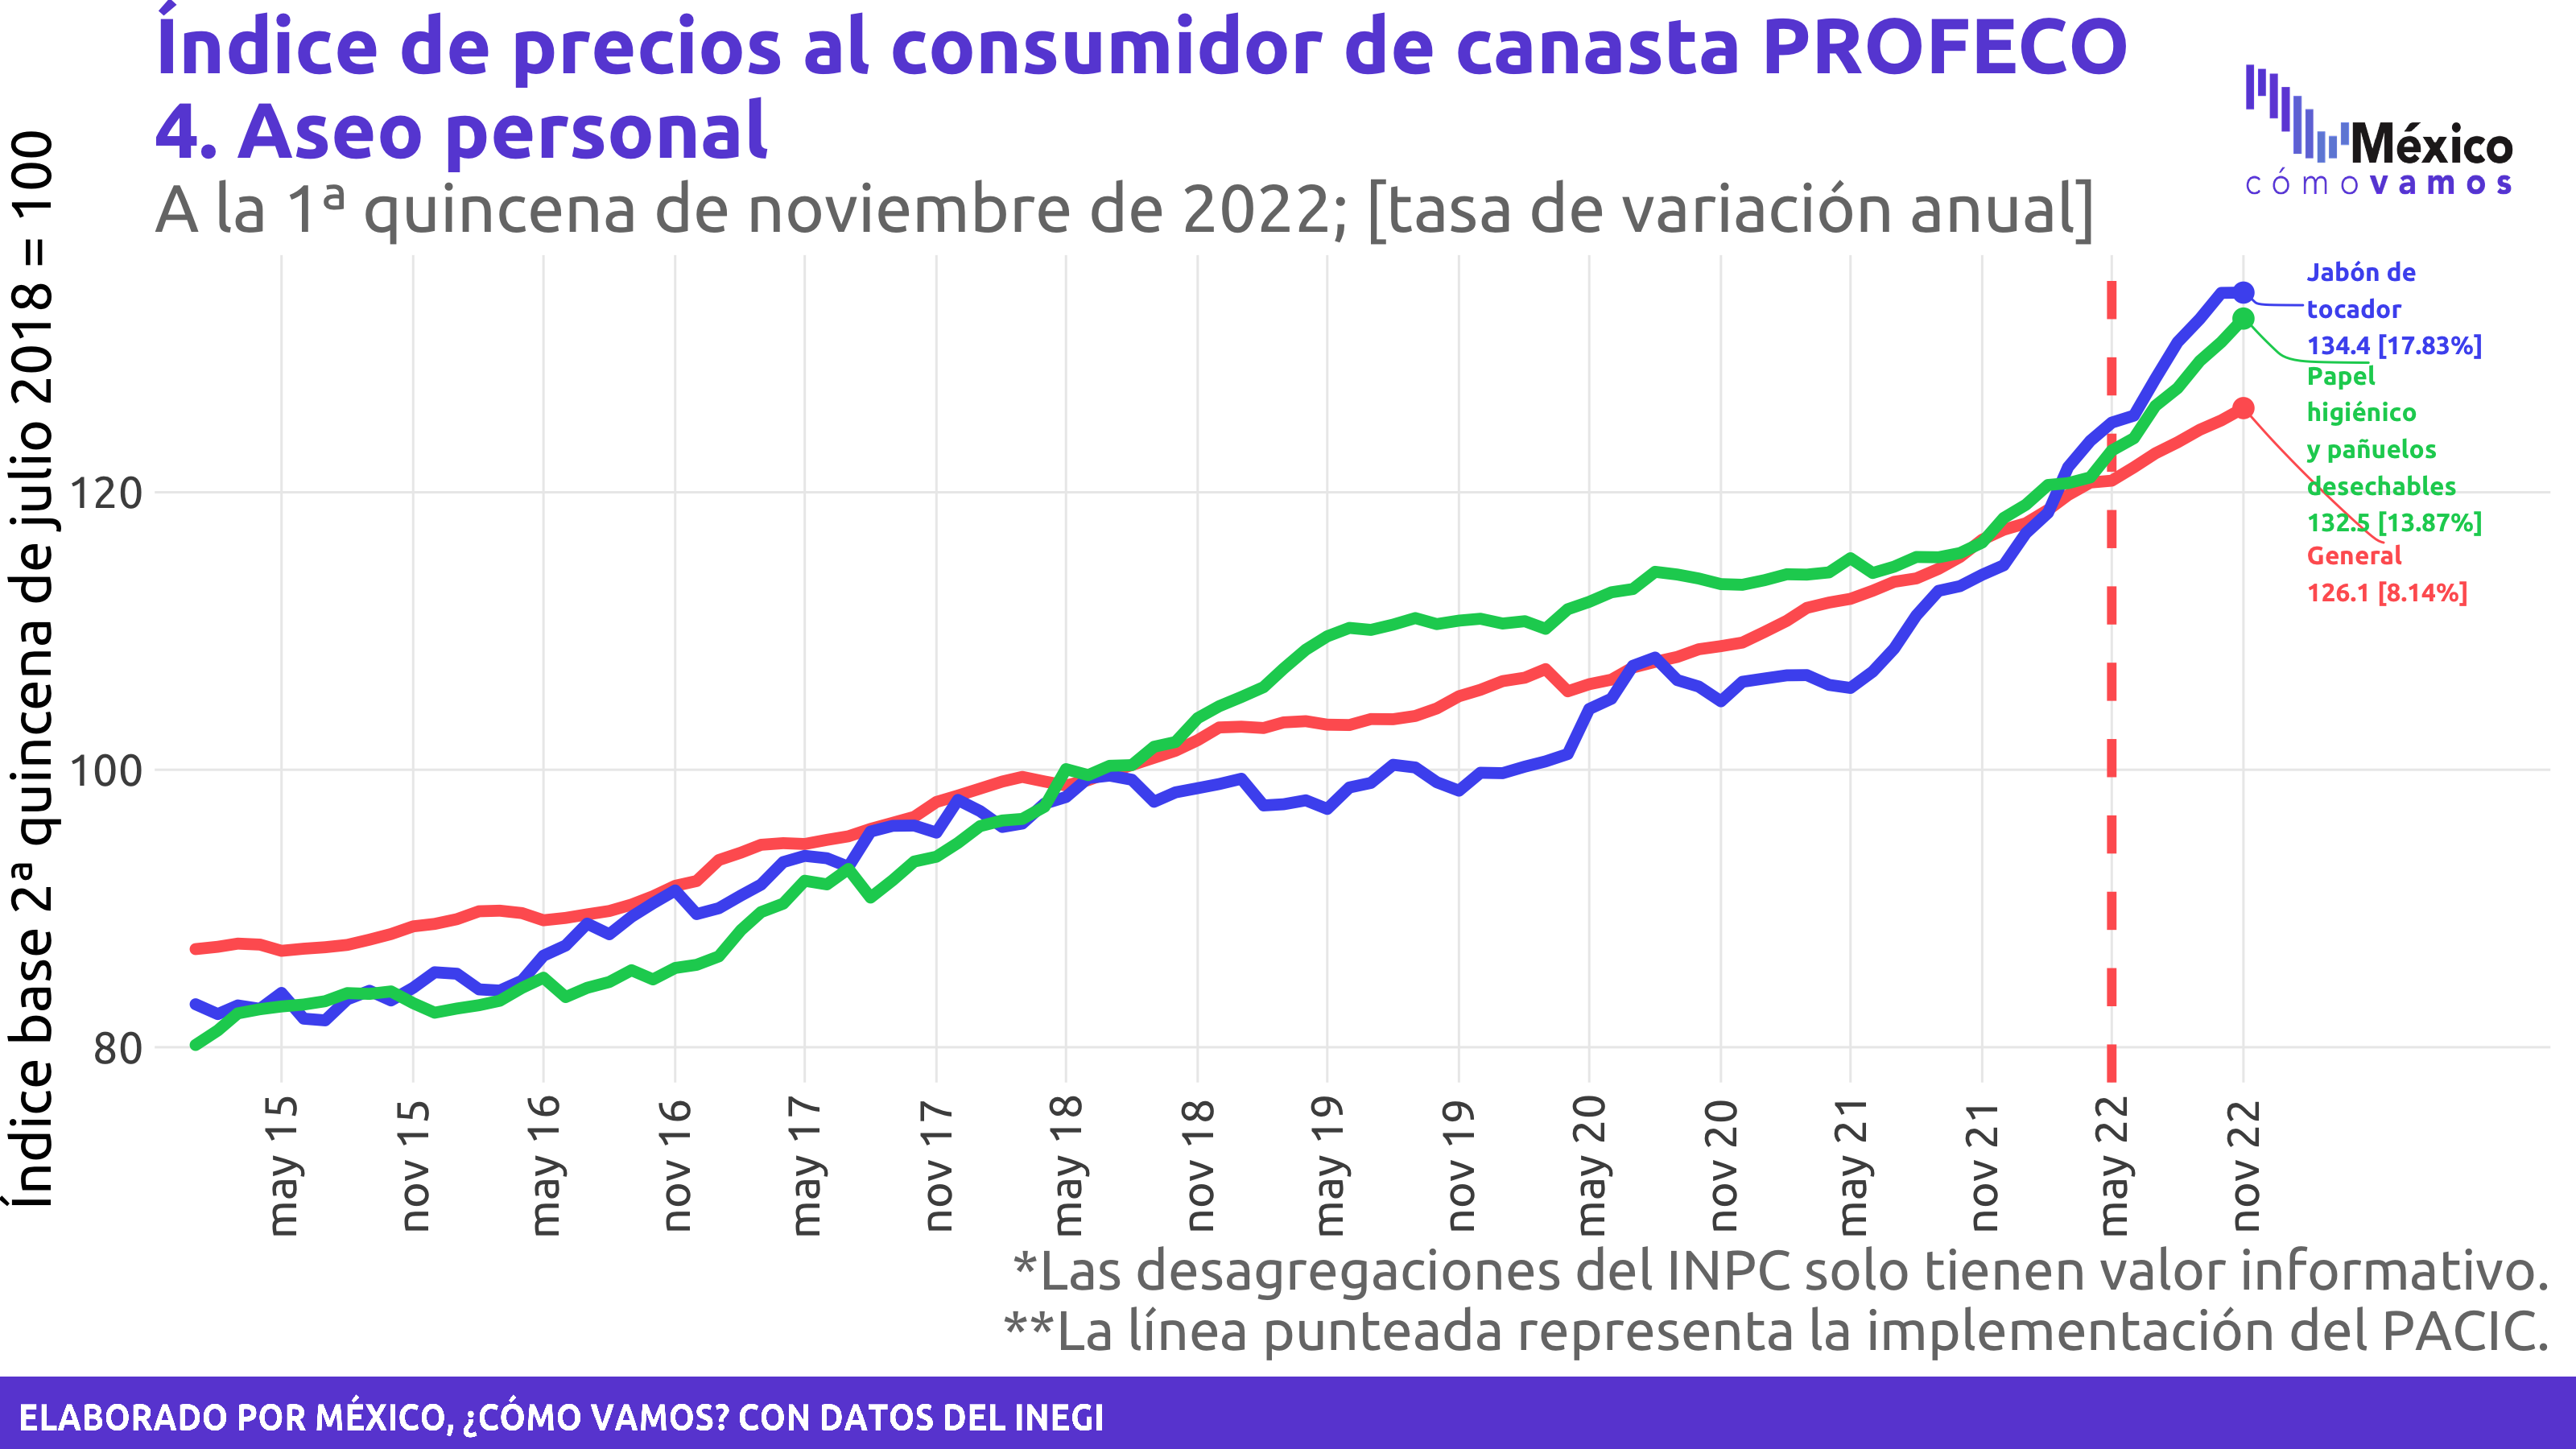 Índice de precios al consumidor de canasta PROFECO
4. Aseo personal
A la 1ª quincena de noviembre de 2022; [tasa de variación anual]
México
cómo vamos
Índice base 2ª quincena de julio 2018 = 100
120
100
80
Jabón de
tocador
134.4 [17.83%]
Papel
higiénico
y pañuelos
desechables
132.5 [13.87%]
General
126.1 [8.14%]
may 15
nov 15
may 16
nov 16
may 17
nov 17
may 18
nov 18
may 19
nov 19
may 20
nov 20
may 21
nov 21
may 22
nov 22
*Las desagregaciones del INPC solo tienen valor informativo.
**La línea punteada representa la implementación del PACIC.
ELABORADO POR MÉXICO, ¿CÓMO VAMOS? CON DATOS DEL INEGI